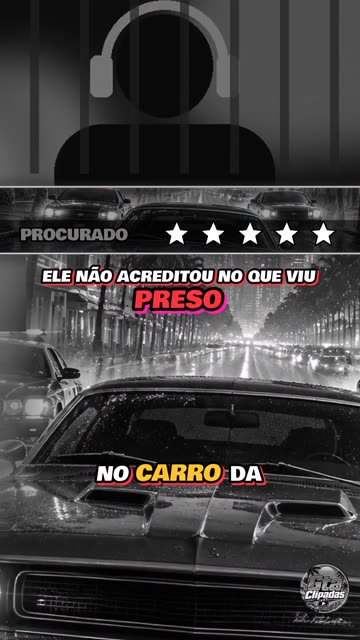 PROCURADO
ELE NÃO ACREDITOU NO QUE VIU
PRESO
NO CARRO DA
Clipadas